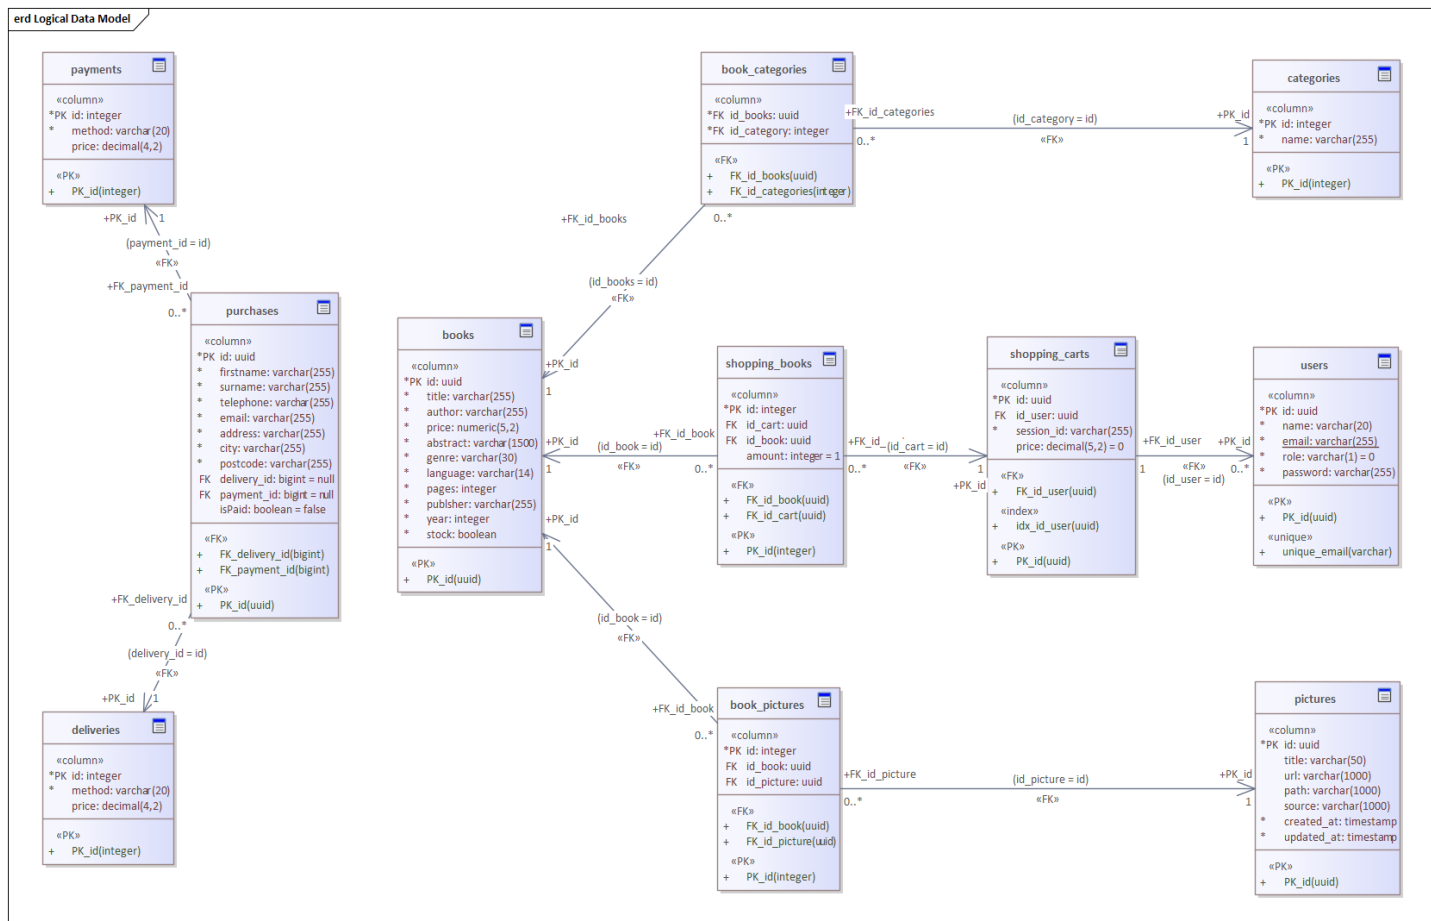 erd Logical Data Model
payments
«column»
*PK id: integer
* method: varchar(20)
price: decimal(4,2)
«PK»
+ PK_id(integer)
+PK_id
1
(payment_id = id)
«FK»
+FK_payment_id
0..*
purchases
«column»
*PK id: uuid
* firstname: varchar(255)
* surname: varchar(255)
* telephone: varchar(255)
* email: varchar(255)
* address: varchar(255)
* city: varchar(255)
* postcode: varchar(255)
FK delivery_id: bigint = null
FK payment_id: bigint = null
isPaid: boolean = false
«FK»
+ FK_delivery_id(bigint)
+ FK_payment_id(bigint)
«PK»
+ PK_id(uuid)
+FK_delivery_id
0..*
(delivery_id = id)
«FK»
+PK_id
1
deliveries
«column»
*PK id: integer
* method: varchar(20)
price: decimal(4,2)
«PK»
+ PK_id(integer)
books
«column»
*PK id: uuid
* title: varchar(255)
* author: varchar(255)
* price: numeric(5,2)
* abstract: varchar(1500)
* genre: varchar(30)
* language: varchar(14)
* pages: integer
* publsher: varchar(255)
* year: integer
* stock: boolean
«PK»
+ PK_id(uuid)
book_categories
«column»
*FK id_books: uuid
*FK id_category: integer
«FK»
+ FK_id_books(uuid)
+ FK_id_categories(integer)
+FK_id_categories
0..*
(id_category = id)
«FK»
+PK_id
1
categories
«column»
*PK id: integer
* name: varchar(255)
«PK»
+ PK_id(integer)
+FK_id_books
0..*
(id_books = id)
«FK»
+PK_id
1
shopping_books
«column»
*PK id: integer
FK id_cart: uuid
FK id_book: uuid
amount: integer = 1
«FK»
+ FK_id_book(uuid)
+ FK_id_cart(uuid)
«PK»
+ PK_id(integer)
+FK_id_book
0..*
(id_book = id)
«FK»
+PK_id
1
+FK_id_
0..*
(id_cart = id)
«FK»
+PK_id
1
shopping_carts
«column»
*PK id: uuid
FK id_user: uuid
* session_id: varchar(255)
price: decimal(5,2) = 0
«FK»
+ FK_id_user(uuid)
«index»
+ idx_id_user(uuid)
«PK»
+ PK_id(uuid)
+FK_id_user
1
+PK_id
0..*
«FK»
(id_user = id)
users
«column»
*PK id: uuid
* name: varchar(20)
* email: varchar(255)
* role: varchar(1) = 0
* password: varchar(255)
«PK»
+ PK_id(uuid)
«unique»
+ unique_email(varchar)
+PK_id
1
(id_book = id)
«FK»
+FK_id_book
0..*
book_pictures
«column»
*PK id: integer
FK id_book: uuid
FK id_picture: uuid
«FK»
+ FK_id_book(uuid)
+ FK_id_picture(uuid)
«PK»
+ PK_id(integer)
+FK_id_picture
0..*
(id_picture = id)
«FK»
+PK_id
1
pictures
«column»
*PK id: uuid
title: varchar(50)
url: varchar(1000)
path: varchar(1000)
source: varchar(1000)
* created_at: timestamp
* updated_at: timestamp
«PK»
+ PK_id(uuid)